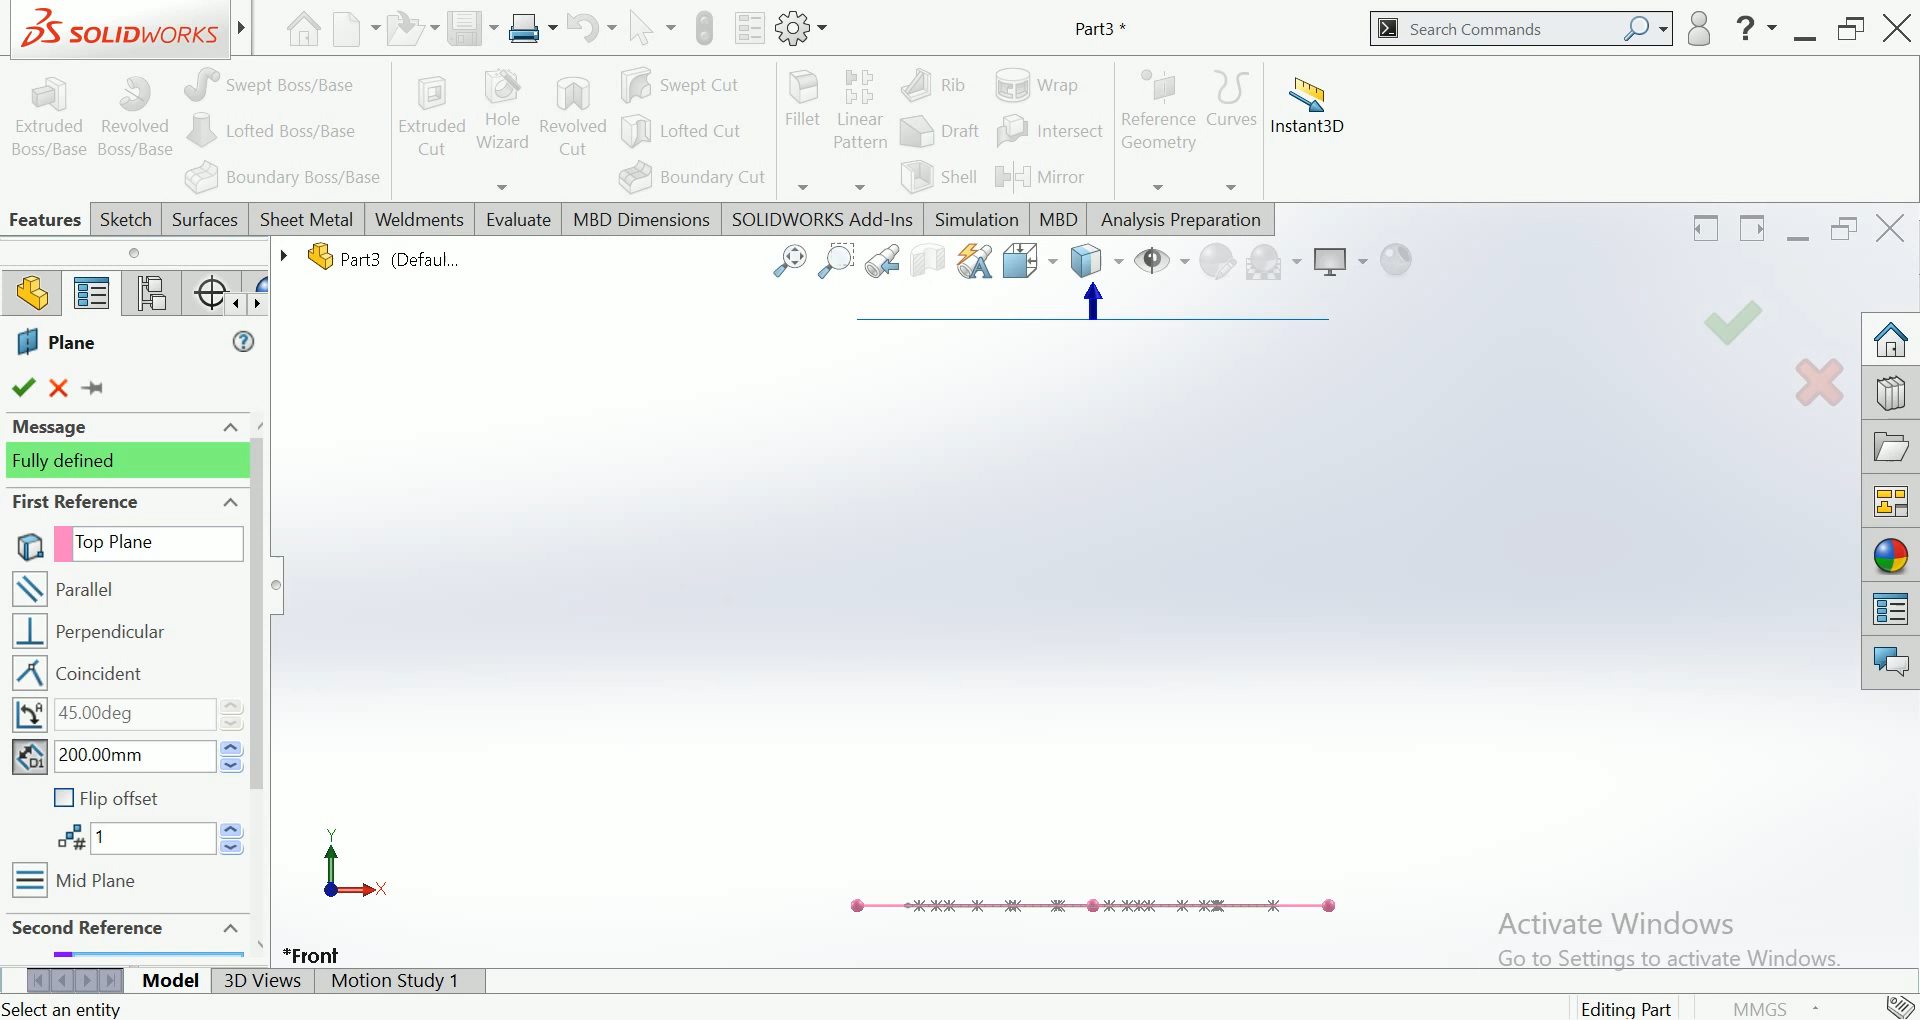 SOLIDWORKS
Part3 *
Search Commands
?
Extruded Boss/Base
Revolved Boss/Base
Swept Boss/Base
Lofted Boss/Base
Boundary Boss/Base
Extruded Cut
Hole Wizard
Revolved Cut
Swept Cut
Lofted Cut
Boundary Cut
Fillet
Linear Pattern
Rib
Draft
Shell
Wrap
Intersect
Mirror
Reference Geometry
Curves
Instant3D
Features
Sketch
Surfaces
Sheet Metal
Weldments
Evaluate
MBD Dimensions
SOLIDWORKS Add-Ins
Simulation
MBD
Analysis Preparation
Part3 (Defaul...
Plane
?
Message
Fully defined
First Reference
Top Plane
Parallel
Perpendicular
Coincident
45.00deg
D1
200.00mm
Flip offset
#
1
Mid Plane
Second Reference
Y
X
*Front
Activate Windows
Go to Settings to activate Windows.
Model
3D Views
Motion Study 1
Select an entity
Editing Part
MMGS